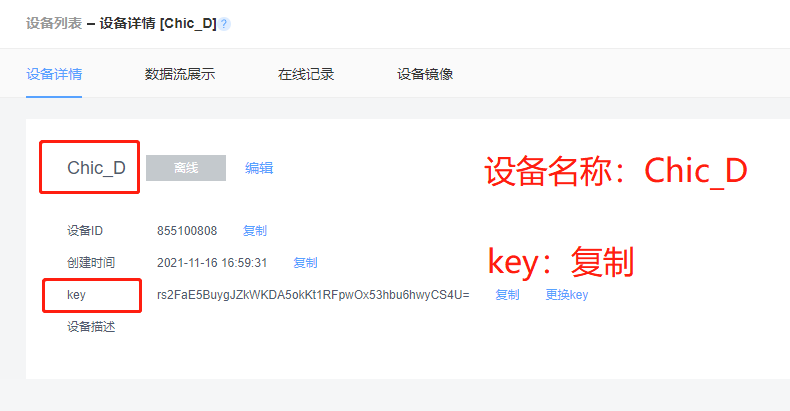 设备列表 – 设备详情 [Chic_D] ?
设备详情 数据流展示 在线记录 设备镜像
Chic_D 离线 编辑
设备名称：Chic_D
设备ID 855100808 复制
创建时间 2021-11-16 16:59:31 复制
key：复制
key rs2FaE5BuygJZkWKDA5okKt1RFpwOx53hbu6hwyCS4U= 复制 更换key
设备描述